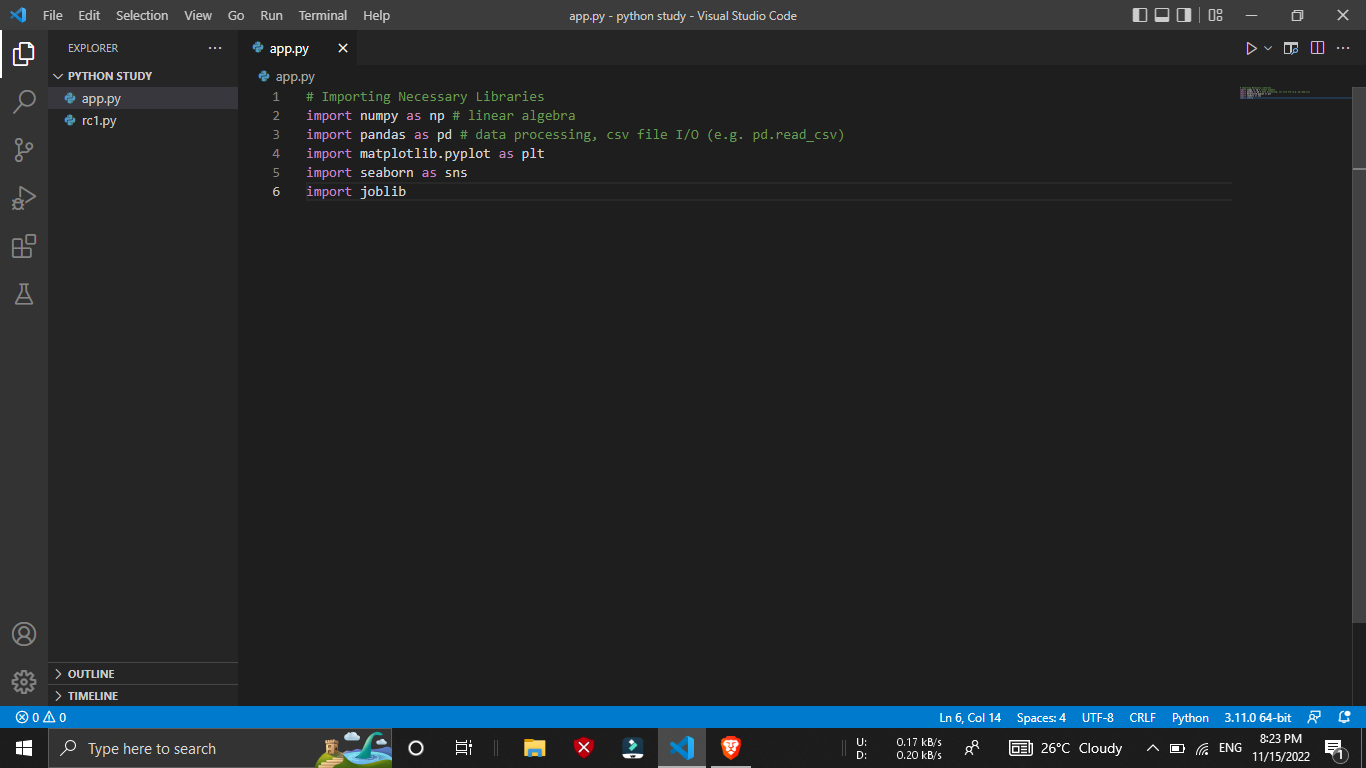 File Edit Selection View Go Run Terminal Help
app.py - python study - Visual Studio Code
EXPLORER
PYTHON STUDY
app.py
rc1.py
OUTLINE
TIMELINE
app.py
app.py
1 # Importing Necessary Libraries
2 import numpy as np # linear algebra
3 import pandas as pd # data processing, csv file I/O (e.g. pd.read_csv)
4 import matplotlib.pyplot as plt
5 import seaborn as sns
6 import joblib
0 0 Ln 6, Col 14 Spaces: 4 UTF-8 CRLF Python 3.11.0 64-bit
Type here to search
U: 0.17 kB/s
D: 0.20 kB/s
26°C Cloudy
ENG
8:23 PM
11/15/2022
1